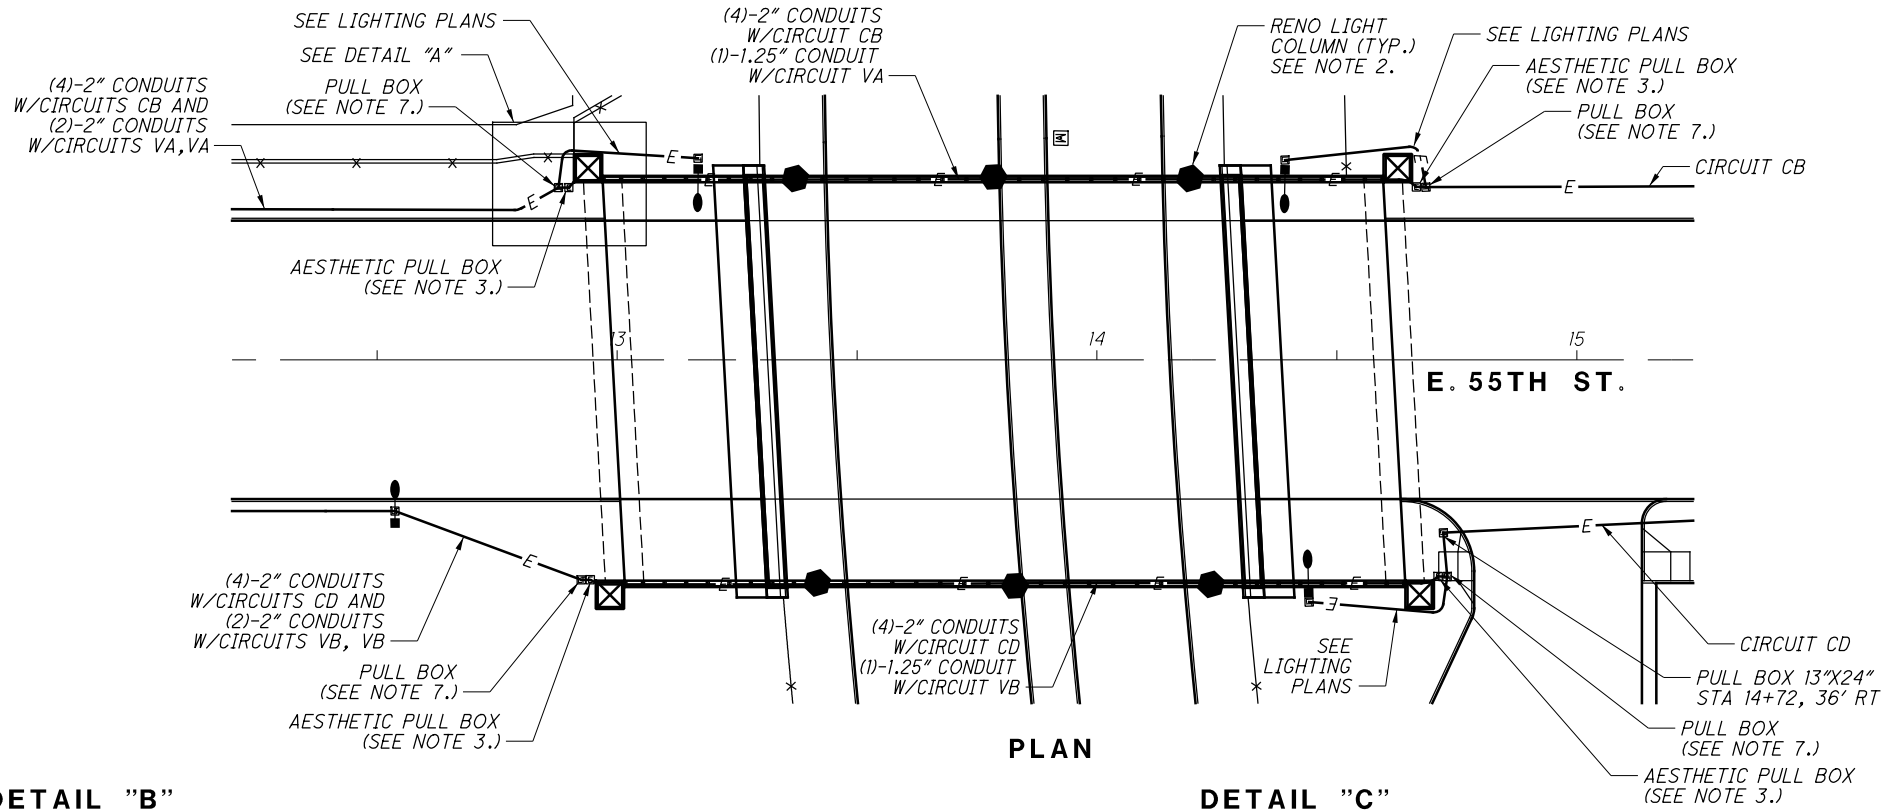 SEE LIGHTING PLANS
SEE DETAIL "A"
(4)-2" CONDUITS
W/CIRCUITS CB AND
(2)-2" CONDUITS
W/CIRCUITS VA,VA
PULL BOX
(SEE NOTE 7.)
(4)-2" CONDUITS
W/CIRCUIT CB
(1)-1.25" CONDUIT
W/CIRCUIT VA
RENO LIGHT
COLUMN (TYP.)
SEE NOTE 2.
SEE LIGHTING PLANS
AESTHETIC PULL BOX
(SEE NOTE 3.)
PULL BOX
(SEE NOTE 7.)
CIRCUIT CB
M
E
E
E
E
E
E
E
AESTHETIC PULL BOX
(SEE NOTE 3.)
13
14
15
E. 55TH ST.
E
E
E
E
E
E
E
(4)-2" CONDUITS
W/CIRCUITS CD AND
(2)-2" CONDUITS
W/CIRCUITS VB, VB
PULL BOX
(SEE NOTE 7.)
AESTHETIC PULL BOX
(SEE NOTE 3.)
(4)-2" CONDUITS
W/CIRCUIT CD
(1)-1.25" CONDUIT
W/CIRCUIT VB
SEE
LIGHTING
PLANS
CIRCUIT CD
PULL BOX 13"X24"
STA 14+72, 36' RT
PULL BOX
(SEE NOTE 7.)
AESTHETIC PULL BOX
(SEE NOTE 3.)
PLAN
DETAIL "B"
DETAIL "C"